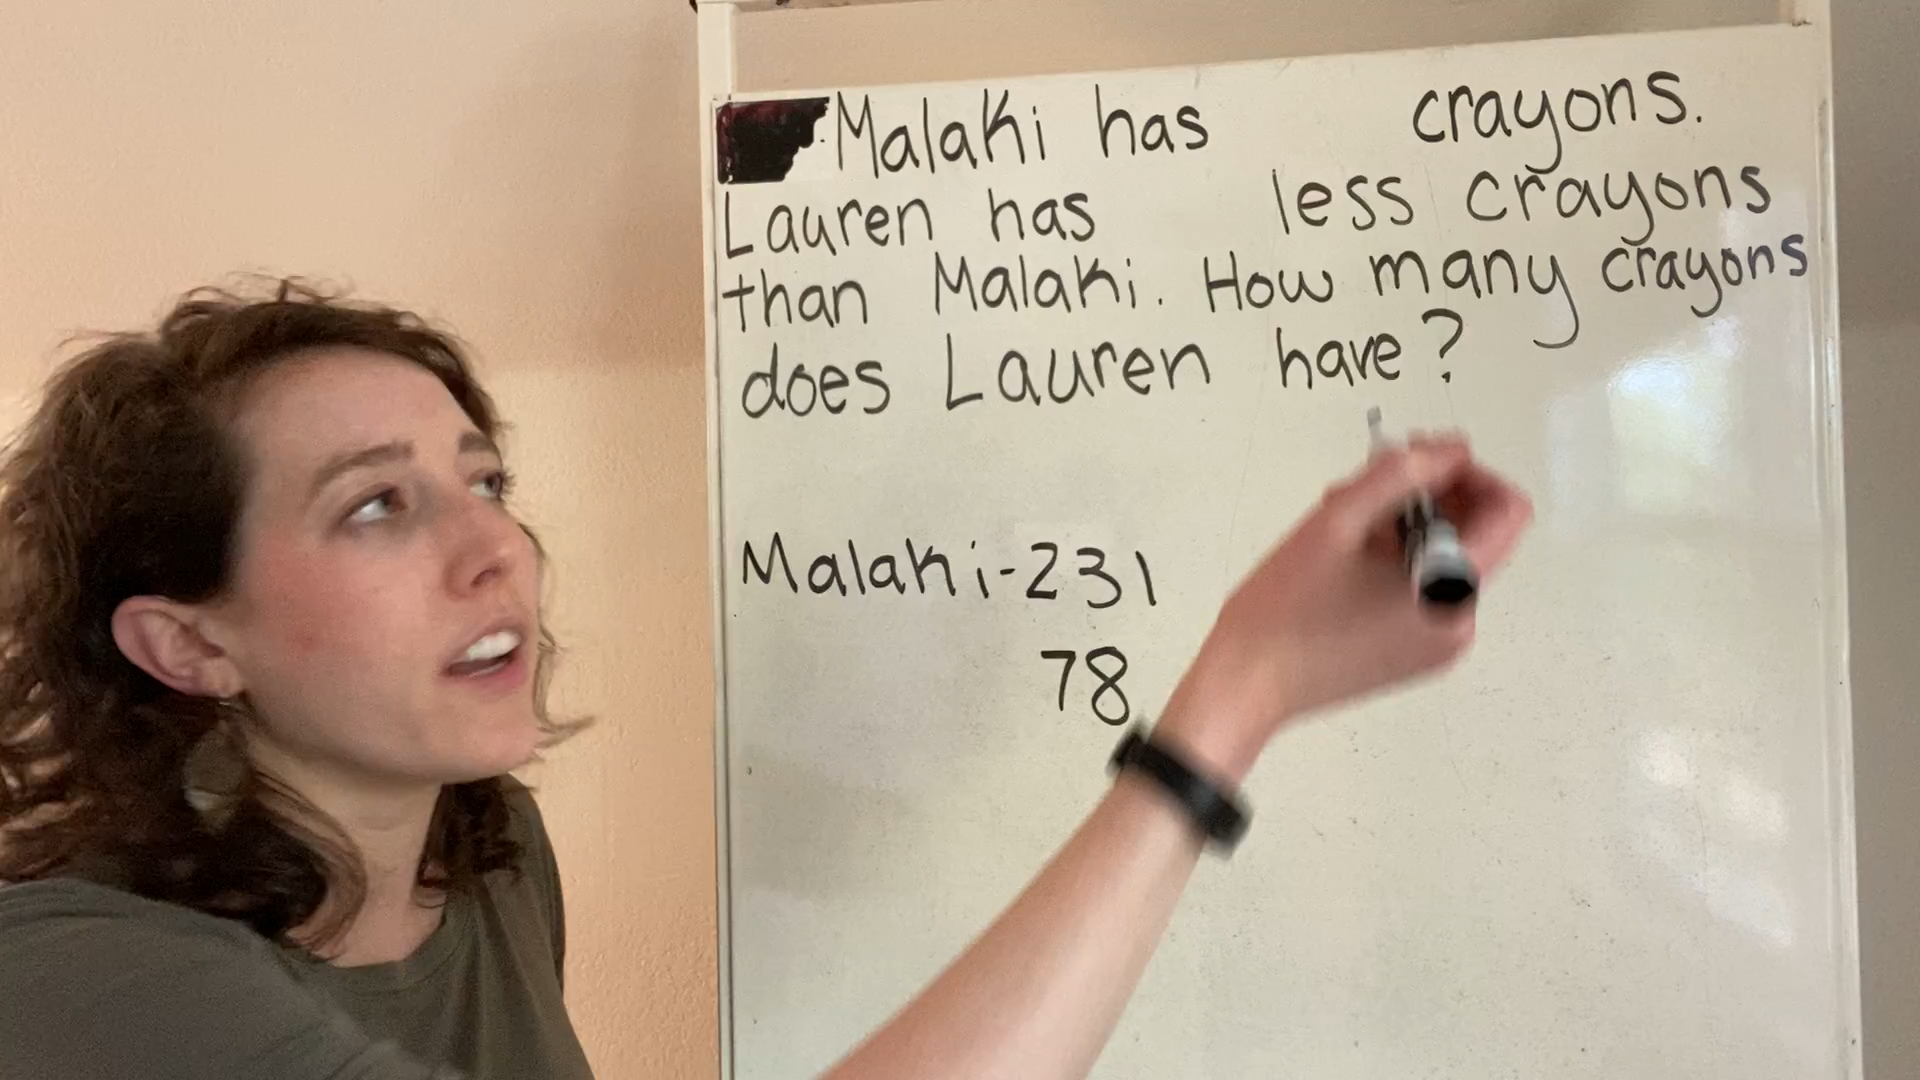 Malaki has crayons.
Lauren has less crayons
than Malaki. How many crayons
does Lauren have?
Malaki-231
78